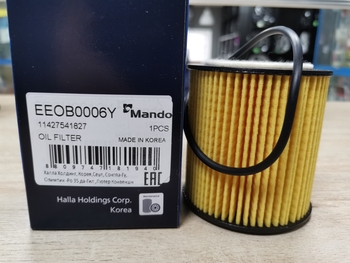 EEOB0006Y
Mando
11427541827
1PCS
OIL FILTER
MADE IN KOREA
EAC
Halla Holdings Corp.
Korea